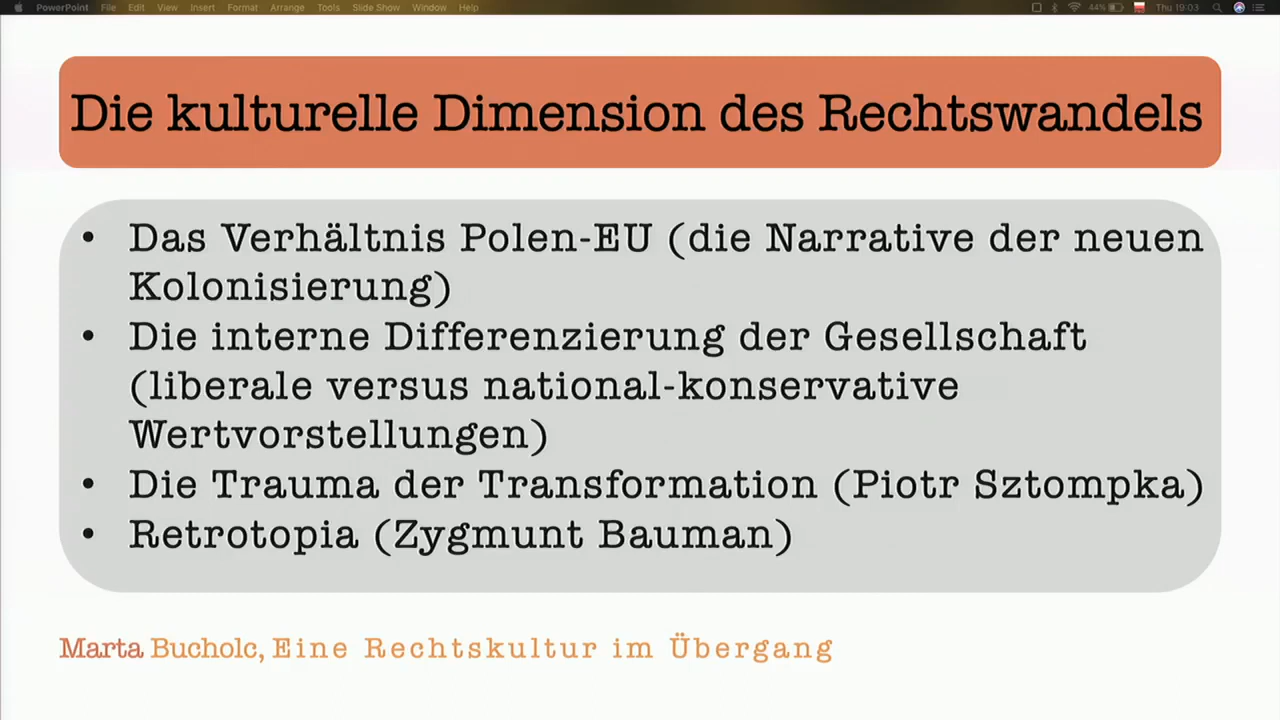 PowerPoint File Edit View Insert Format Arrange Tools Slide Show Window Help 44% Thu 19:03
Die kulturelle Dimension des Rechtswandels
• Das Verhältnis Polen-EU (die Narrative der neuen
Kolonisierung)
• Die interne Differenzierung der Gesellschaft
(liberale versus national-konservative
Wertvorstellungen)
• Die Trauma der Transformation (Piotr Sztompka)
• Retrotopia (Zygmunt Bauman)
Marta Bucholc, Eine Rechtskultur im Übergang